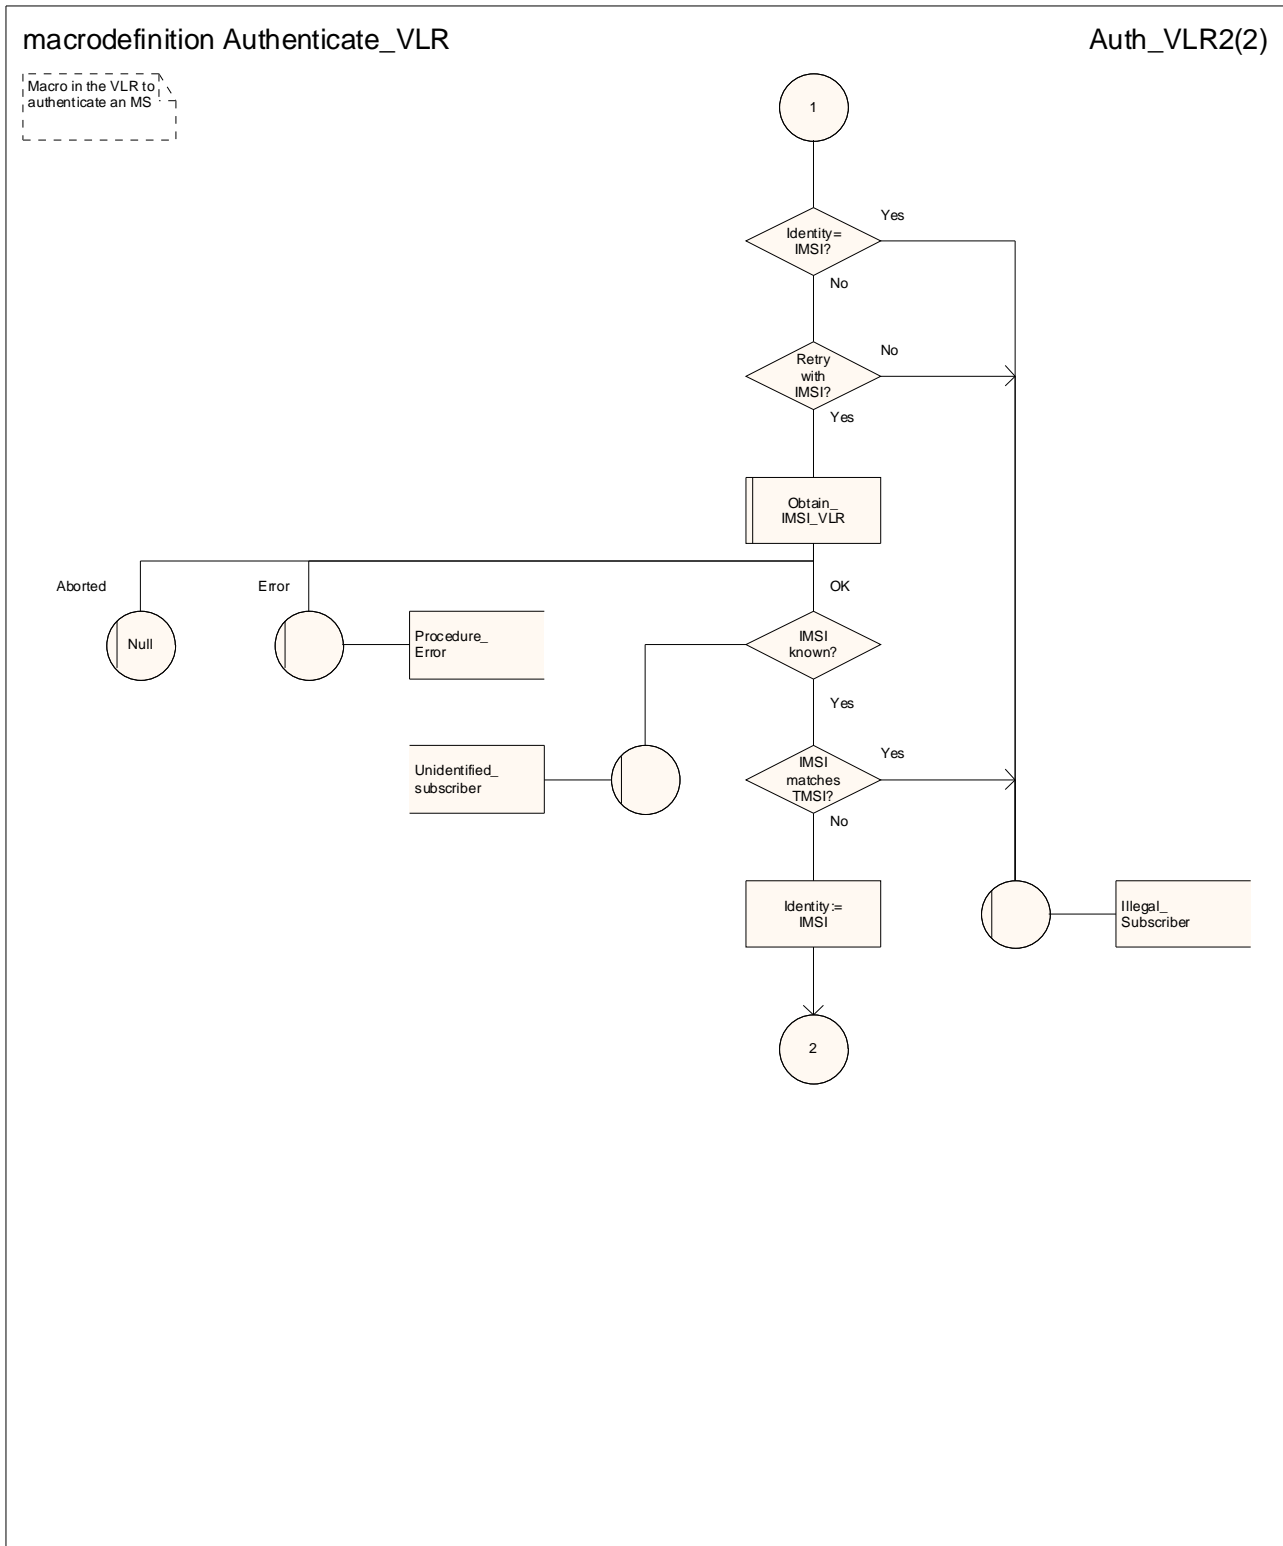 macrodefinition Authenticate_VLR
Auth_VLR2(2)
Macro in the VLR to
authenticate an MS
1
Yes
Identity=
IMSI?
No
No
Retry
with
IMSI?
Yes
Obtain_
IMSI_VLR
Aborted
Error
OK
Null
Procedure_
Error
IMSI
known?
Yes
Unidentified_
subscriber
Yes
IMSI
matches
TMSI?
No
Identity:=
IMSI
Illegal_
Subscriber
2